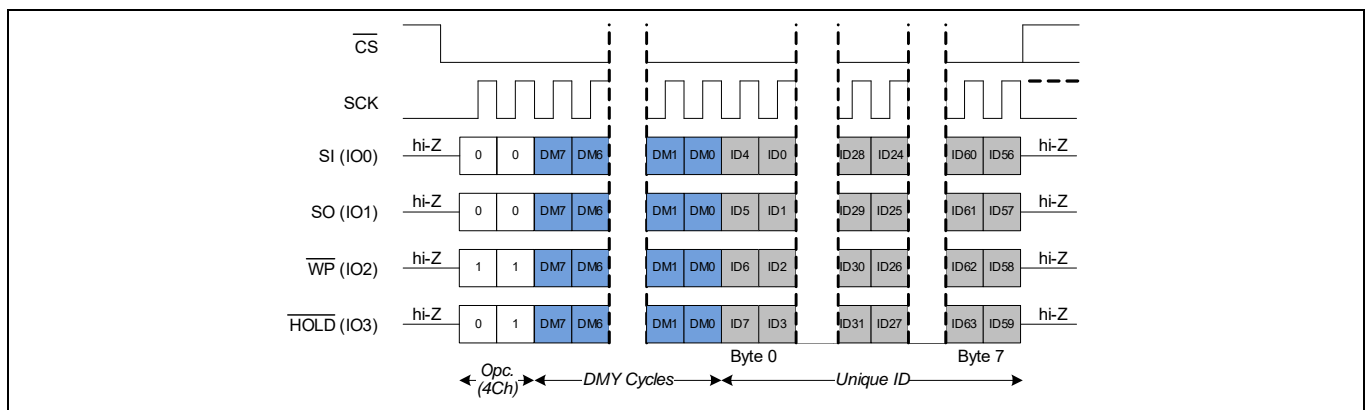 CS
SCK
SI (IO0) hi-Z 0 0 DM7 DM6 DM1 DM0 ID4 ID0 ID28 ID24 ID60 ID56 hi-Z
SO (IO1) hi-Z 0 0 DM7 DM6 DM1 DM0 ID5 ID1 ID29 ID25 ID61 ID57 hi-Z
WP (IO2) hi-Z 1 1 DM7 DM6 DM1 DM0 ID6 ID2 ID30 ID26 ID62 ID58 hi-Z
HOLD (IO3) hi-Z 0 1 DM7 DM6 DM1 DM0 ID7 ID3 ID31 ID27 ID63 ID59 hi-Z
Byte 0 Byte 7
Opc.
(4Ch) DMY Cycles Unique ID